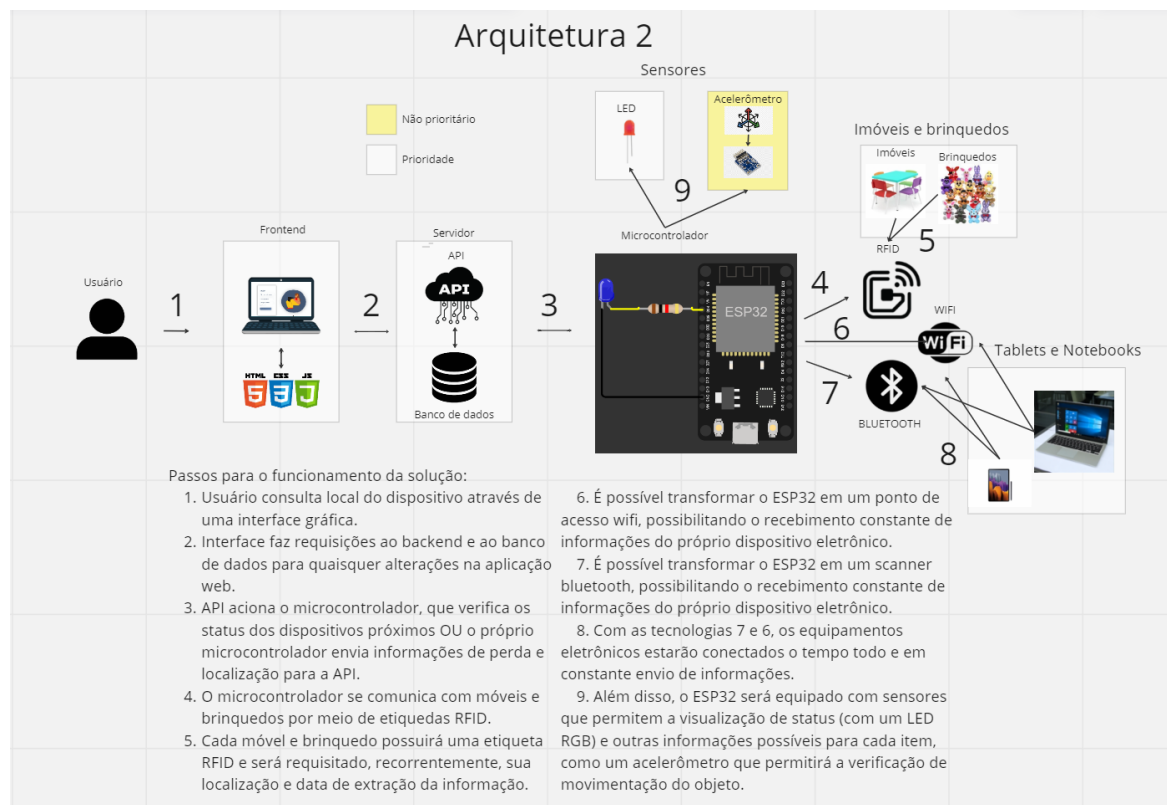 Arquitetura 2
Sensores
LED
Acelerômetro
Não prioritário
Prioridade
Imóveis e brinquedos
Imóveis
Brinquedos
9
Microcontrolador
Frontend
Servidor
API
API
Usuário
1
2
3
4
5
RFID
ESP32
WIFI
WiFi
6
Tablets e Notebooks
7
BLUETOOTH
8
HTML
CSS
JS
5
3
Banco de dados
Passos para o funcionamento da solução:
1. Usuário consulta local do dispositivo através de
uma interface gráfica.
2. Interface faz requisições ao backend e ao banco
de dados para quaisquer alterações na aplicação
web.
3. API aciona o microcontrolador, que verifica os
status dos dispositivos próximos OU o próprio
microcontrolador envia informações de perda e
localização para a API.
4. O microcontrolador se comunica com móveis e
brinquedos por meio de etiquedas RFID.
5. Cada móvel e brinquedo possuirá uma etiqueta
RFID e será requisitado, recorrentemente, sua
localização e data de extração da informação.
6. É possível transformar o ESP32 em um ponto de
acesso wifi, possibilitando o recebimento constante de
informações do próprio dispositivo eletrônico.
7. É possível transformar o ESP32 em um scanner
bluetooth, possibilitando o recebimento constante de
informações do próprio dispositivo eletrônico.
8. Com as tecnologias 7 e 6, os equipamentos
eletrônicos estarão conectados o tempo todo e em
constante envio de informações.
9. Além disso, o ESP32 será equipado com sensores
que permitem a visualização de status (com um LED
RGB) e outras informações possíveis para cada item,
como um acelerômetro que permitirá a verificação de
movimentação do objeto.